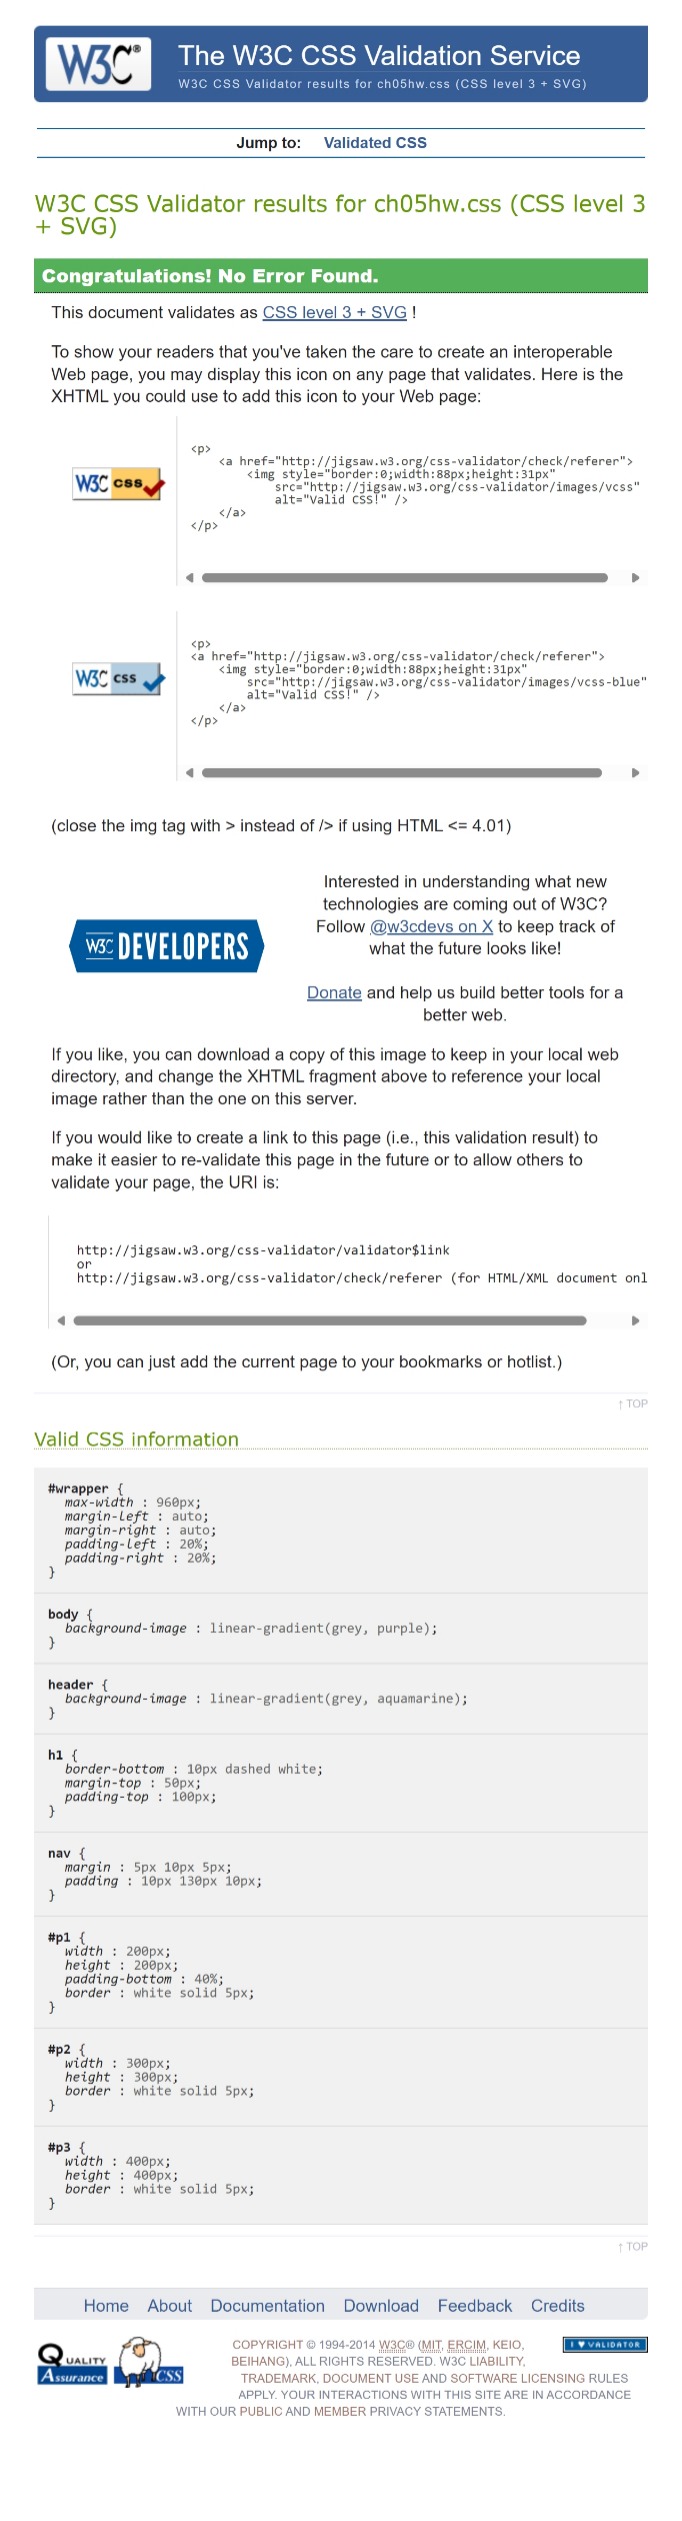 W3C®
The W3C CSS Validation Service
W3C CSS Validator results for ch05hw.css (CSS level 3 + SVG)
Jump to: Validated CSS
W3C CSS Validator results for ch05hw.css (CSS level 3
+ SVG)
Congratulations! No Error Found.
This document validates as CSS level 3 + SVG !
To show your readers that you've taken the care to create an interoperable
Web page, you may display this icon on any page that validates. Here is the
XHTML you could use to add this icon to your Web page:
W3C css
<p>
<a href="http://jigsaw.w3.org/css-validator/check/referer">
<img style="border:0;width:88px;height:31px"
src="http://jigsaw.w3.org/css-validator/images/vcss"
alt="Valid CSS!" />
</a>
</p>
W3C css
<p>
<a href="http://jigsaw.w3.org/css-validator/check/referer">
<img style="border:0;width:88px;height:31px"
src="http://jigsaw.w3.org/css-validator/images/vcss-blue"
alt="Valid CSS!" />
</a>
</p>
(close the img tag with > instead of /> if using HTML <= 4.01)
W3C DEVELOPERS
Interested in understanding what new
technologies are coming out of W3C?
Follow @w3cdevs on X to keep track of
what the future looks like!
Donate and help us build better tools for a
better web.
If you like, you can download a copy of this image to keep in your local web
directory, and change the XHTML fragment above to reference your local
image rather than the one on this server.
If you would like to create a link to this page (i.e., this validation result) to
make it easier to re-validate this page in the future or to allow others to
validate your page, the URI is:
http://jigsaw.w3.org/css-validator/validator$link
or
http://jigsaw.w3.org/css-validator/check/referer (for HTML/XML document onl
(Or, you can just add the current page to your bookmarks or hotlist.)
↑ TOP
Valid CSS information
#wrapper {
max-width : 960px;
margin-left : auto;
margin-right : auto;
padding-left : 20%;
padding-right : 20%;
}
body {
background-image : linear-gradient(grey, purple);
}
header {
background-image : linear-gradient(grey, aquamarine);
}
h1 {
border-bottom : 10px dashed white;
margin-top : 50px;
padding-top : 100px;
}
nav {
margin : 5px 10px 5px;
padding : 10px 130px 10px;
}
#p1 {
width : 200px;
height : 200px;
padding-bottom : 40%;
border : white solid 5px;
}
#p2 {
width : 300px;
height : 300px;
border : white solid 5px;
}
#p3 {
width : 400px;
height : 400px;
border : white solid 5px;
}
↑ TOP
Home About Documentation Download Feedback Credits
QUALITY
Assurance
CSS
COPYRIGHT © 1994-2014 W3C® (MIT, ERCIM, KEIO,
BEIHANG), ALL RIGHTS RESERVED. W3C LIABILITY,
TRADEMARK, DOCUMENT USE AND SOFTWARE LICENSING RULES
APPLY. YOUR INTERACTIONS WITH THIS SITE ARE IN ACCORDANCE
WITH OUR PUBLIC AND MEMBER PRIVACY STATEMENTS.
I ♥ VALIDATOR